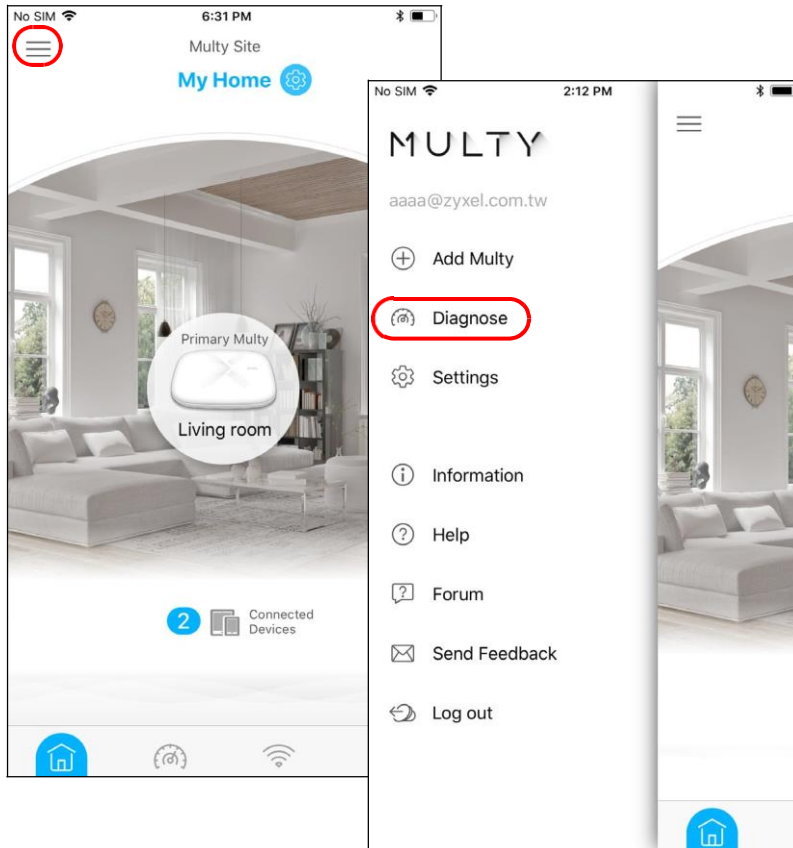 No SIM 6:31 PM
Multy Site
My Home
Primary Multy
Living room
2 Connected
Devices
No SIM 2:12 PM
MULTY
aaaa@zyxel.com.tw
Add Multy
Diagnose
Settings
Information
Help
Forum
Send Feedback
Log out